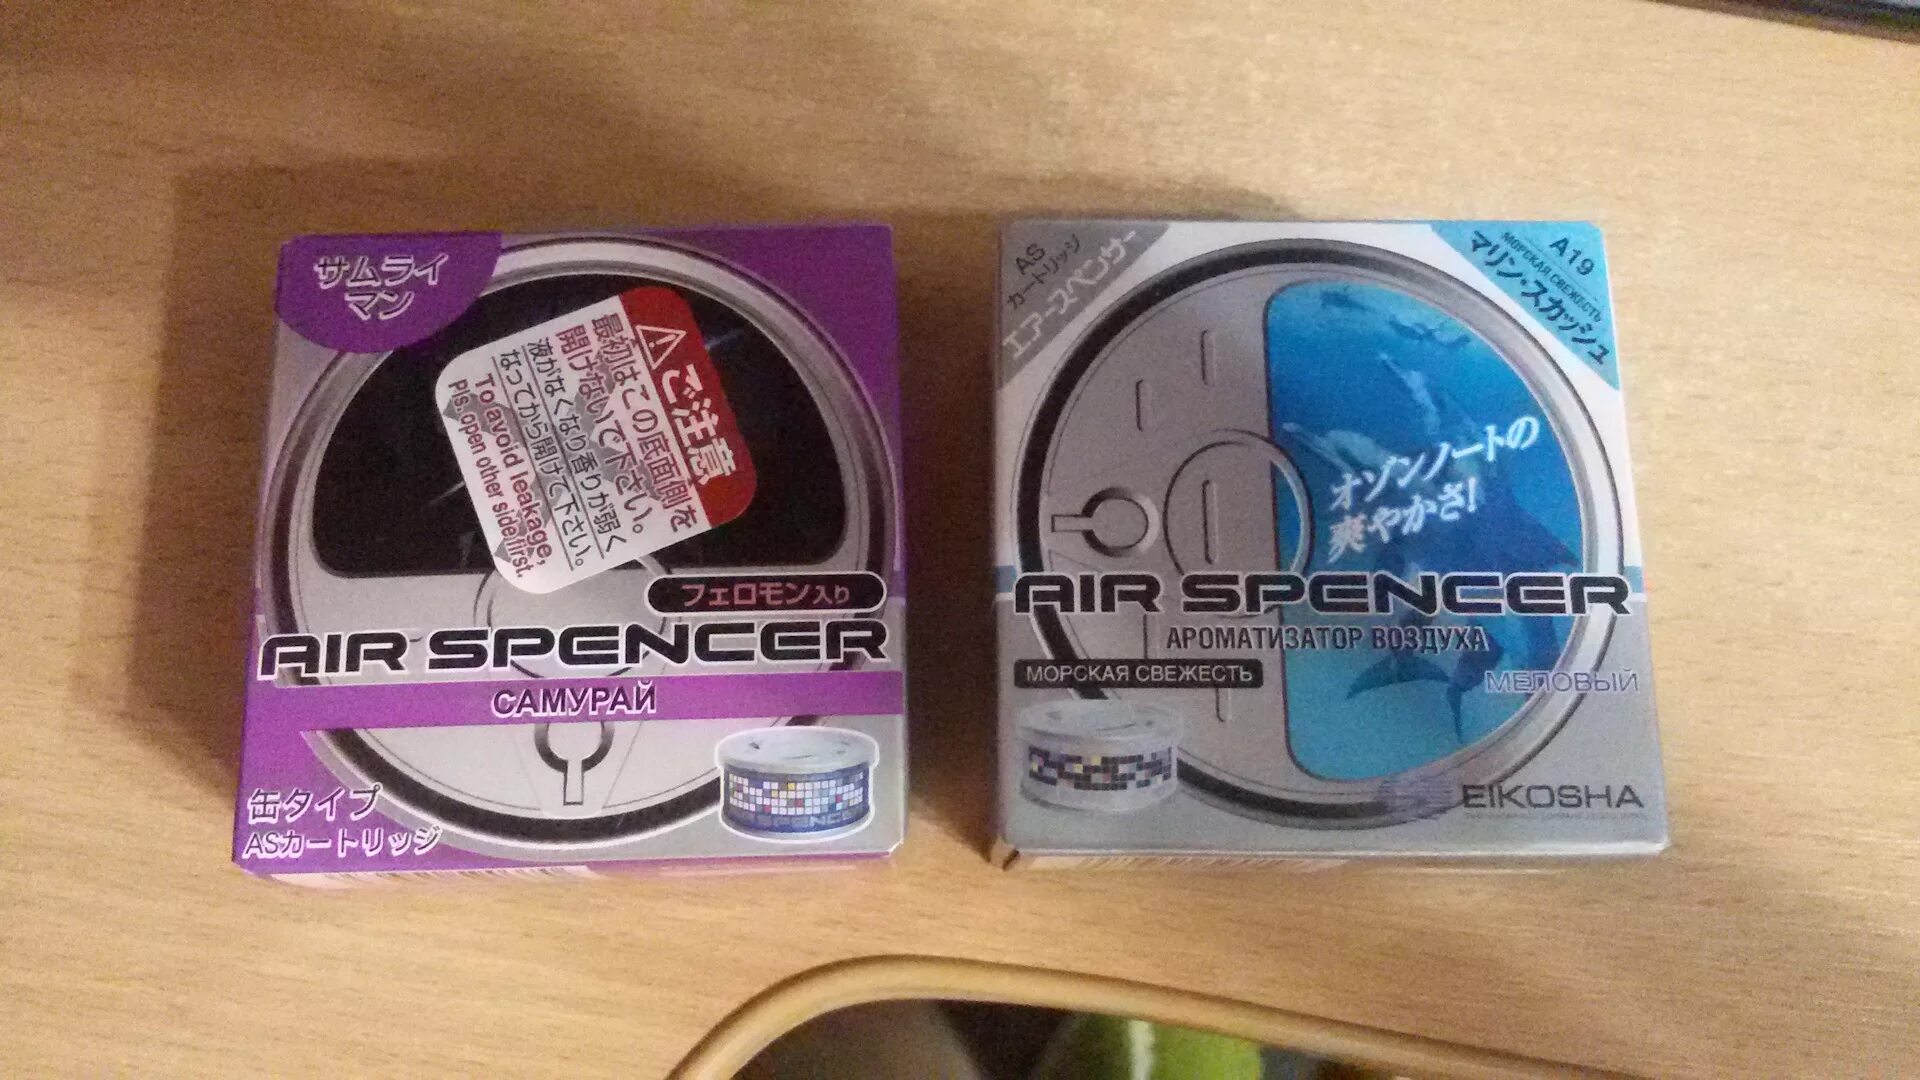 サムライ
マン
ご注意
最初はこの底面側を
開けないで下さい。
液がなくなり香りが弱く
なってから開けて下さい。
To avoid leakage,
Pls. open other side first.
フェロモン入り
AIR SPENCER
САМУРАЙ
缶タイプ
ASカートリッジ
AIR SPENCER
AS
カートリッジ
エアースペンサー
A19
МОРСКАЯ СВЕЖЕСТЬ
マリン・スカッシュ
オゾンノートの
爽やかさ!
AIR SPENCER
АРОМАТИЗАТОР ВОЗДУХА
МОРСКАЯ СВЕЖЕСТЬ
МЕЛОВЫЙ
EIKOSHA